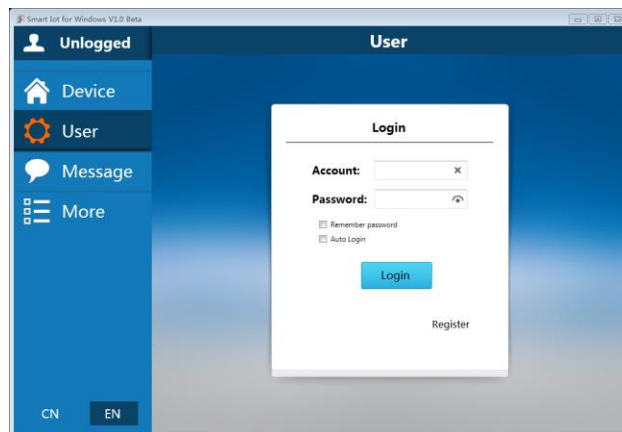 Smart Iot for Windows V1.0 Beta
Unlogged
User
Device
User
Message
More
CN EN
Login
Account:
Password:
Remember password
Auto Login
Login
Register